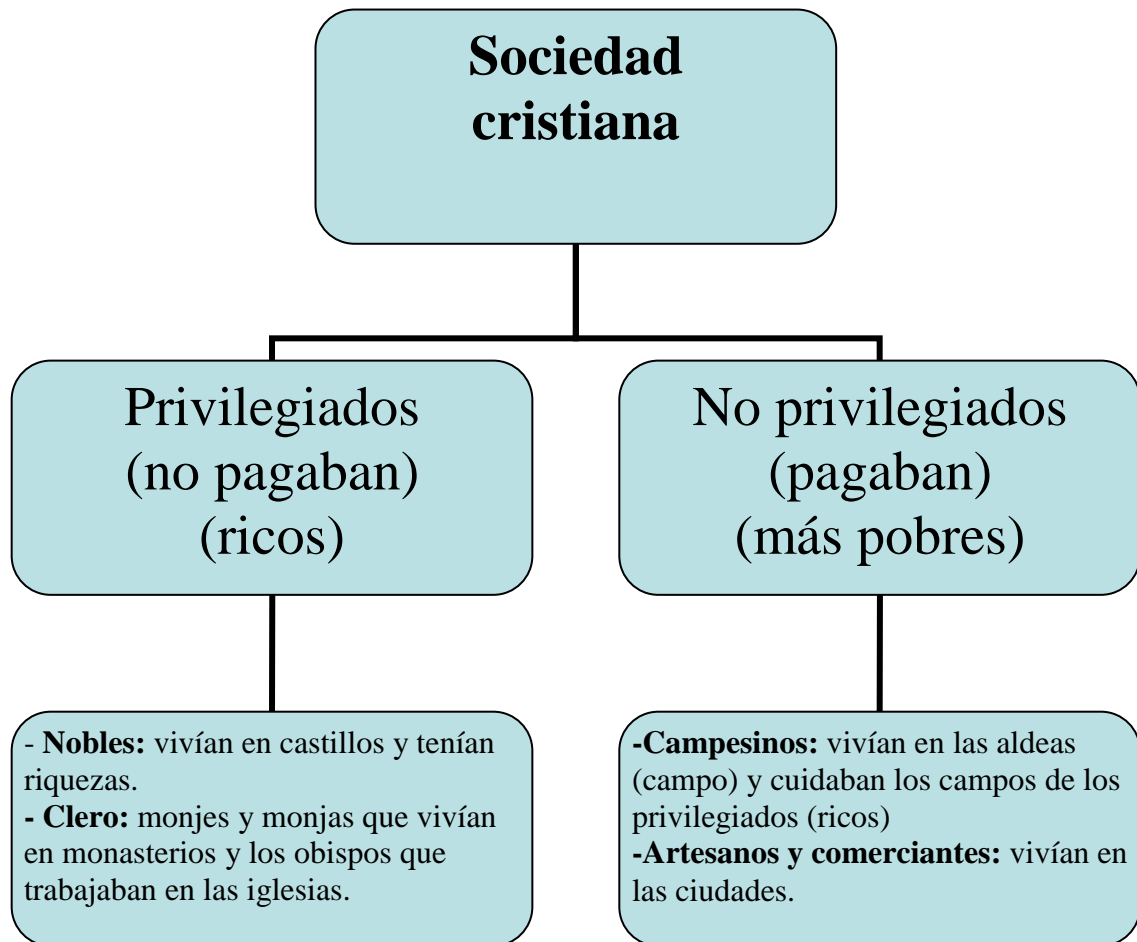 Sociedad
cristiana
Privilegiados
(no pagaban)
(ricos)
No privilegiados
(pagaban)
(más pobres)
- Nobles: vivían en castillos y tenían
riquezas.
- Clero: monjes y monjas que vivían
en monasterios y los obispos que
trabajaban en las iglesias.
-Campesinos: vivían en las aldeas
(campo) y cuidaban los campos de los
privilegiados (ricos)
-Artesanos y comerciantes: vivían en
las ciudades.